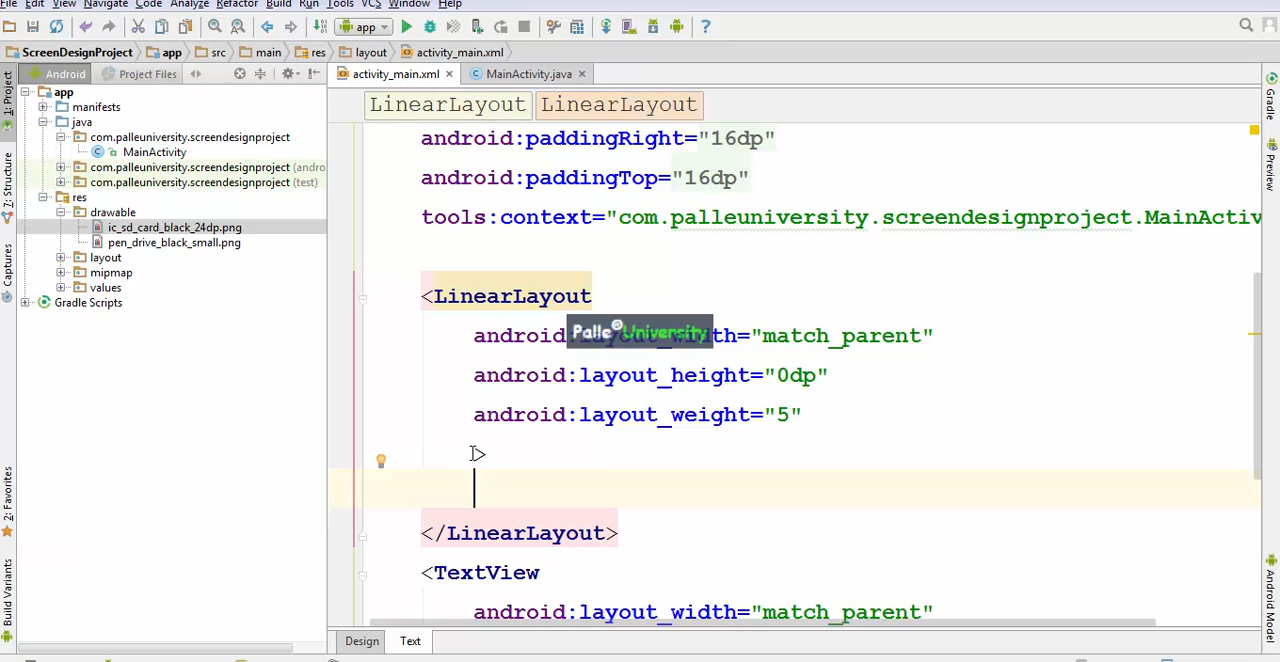 File Edit View Navigate Code Analyze Refactor Build Run Tools VCS Window Help
app
ScreenDesignProject app src main res layout activity_main.xml
Android Project Files activity_main.xml MainActivity.java
1: Project
7: Structure
Captures
2: Favorites
Build Variants
app
manifests
java
com.palleuniversity.screendesignproject
MainActivity
com.palleuniversity.screendesignproject (andro
com.palleuniversity.screendesignproject (test)
res
drawable
ic_sd_card_black_24dp.png
pen_drive_black_small.png
layout
mipmap
values
Gradle Scripts
LinearLayout LinearLayout
android:paddingRight="16dp"
android:paddingTop="16dp"
tools:context="com.palleuniversity.screendesignproject.MainActiv
<LinearLayout
Palle University
android:layout_width="match_parent"
android:layout_height="0dp"
android:layout_weight="5"
>
</LinearLayout>
<TextView
android:layout_width="match_parent"
Design Text
Gradle
Preview
Android Model